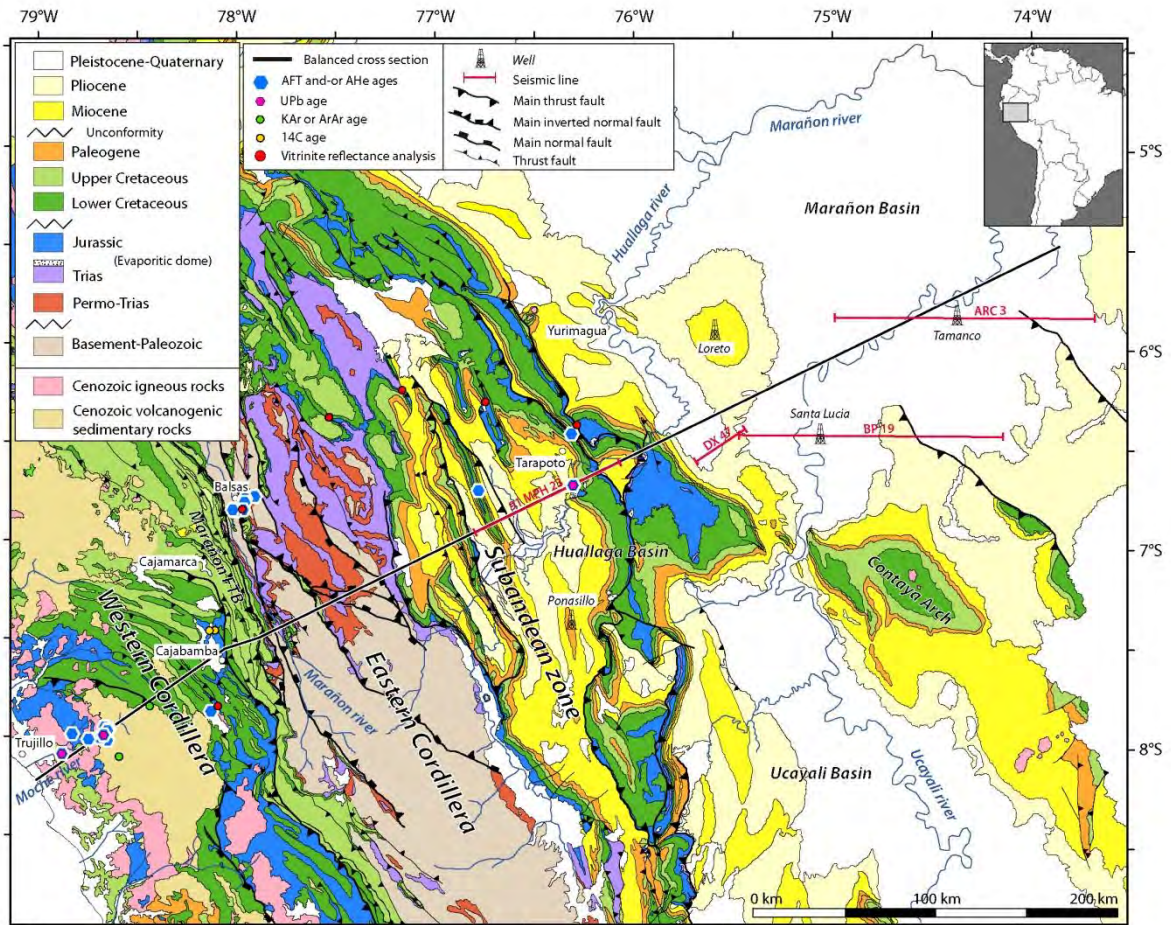 79°W 78°W 77°W 76°W 75°W 74°W
Pleistocene-Quaternary
Pliocene
Miocene
Unconformity
Paleogene
Upper Cretaceous
Lower Cretaceous
Jurassic
(Evaporitic dome)
Trias
Permo-Trias
Basement-Paleozoic
Cenozoic igneous rocks
Cenozoic volcanogenic
sedimentary rocks
Balanced cross section
AFT and-or AHe ages
UPb age
KAr or ArAr age
14C age
Vitrinite reflectance analysis
Well
Seismic line
Main thrust fault
Main inverted normal fault
Main normal fault
Thrust fault
Marañon river
5°S
Marañon Basin
Huallaga river
ARC 3
Yurimagua
Loreto
Tamanco
6°S
Santa Lucia
BP 19
DX 43
Tarapoto
Balsas
Marañon FTB
Huallaga Basin
7°S
Cajamarca
Subandean zone
Contaya Arch
Ponasillo
Western Cordillera
Cajabamba
Eastern Cordillera
Marañon river
Trujillo
Moche river
8°S
Ucayali Basin
Ucayali river
0 km 100 km 200 km